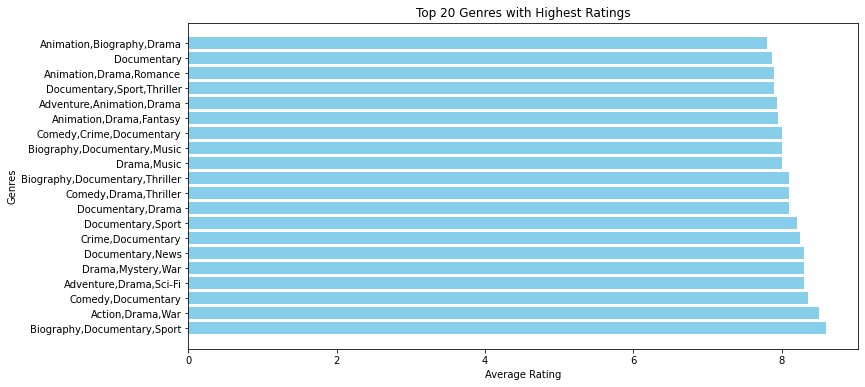 Top 20 Genres with Highest Ratings
Genres
Animation,Biography,Drama
Documentary
Animation,Drama,Romance
Documentary,Sport,Thriller
Adventure,Animation,Drama
Animation,Drama,Fantasy
Comedy,Crime,Documentary
Biography,Documentary,Music
Drama,Music
Biography,Documentary,Thriller
Comedy,Drama,Thriller
Documentary,Drama
Documentary,Sport
Crime,Documentary
Documentary,News
Drama,Mystery,War
Adventure,Drama,Sci-Fi
Comedy,Documentary
Action,Drama,War
Biography,Documentary,Sport
0 2 4 6 8
Average Rating